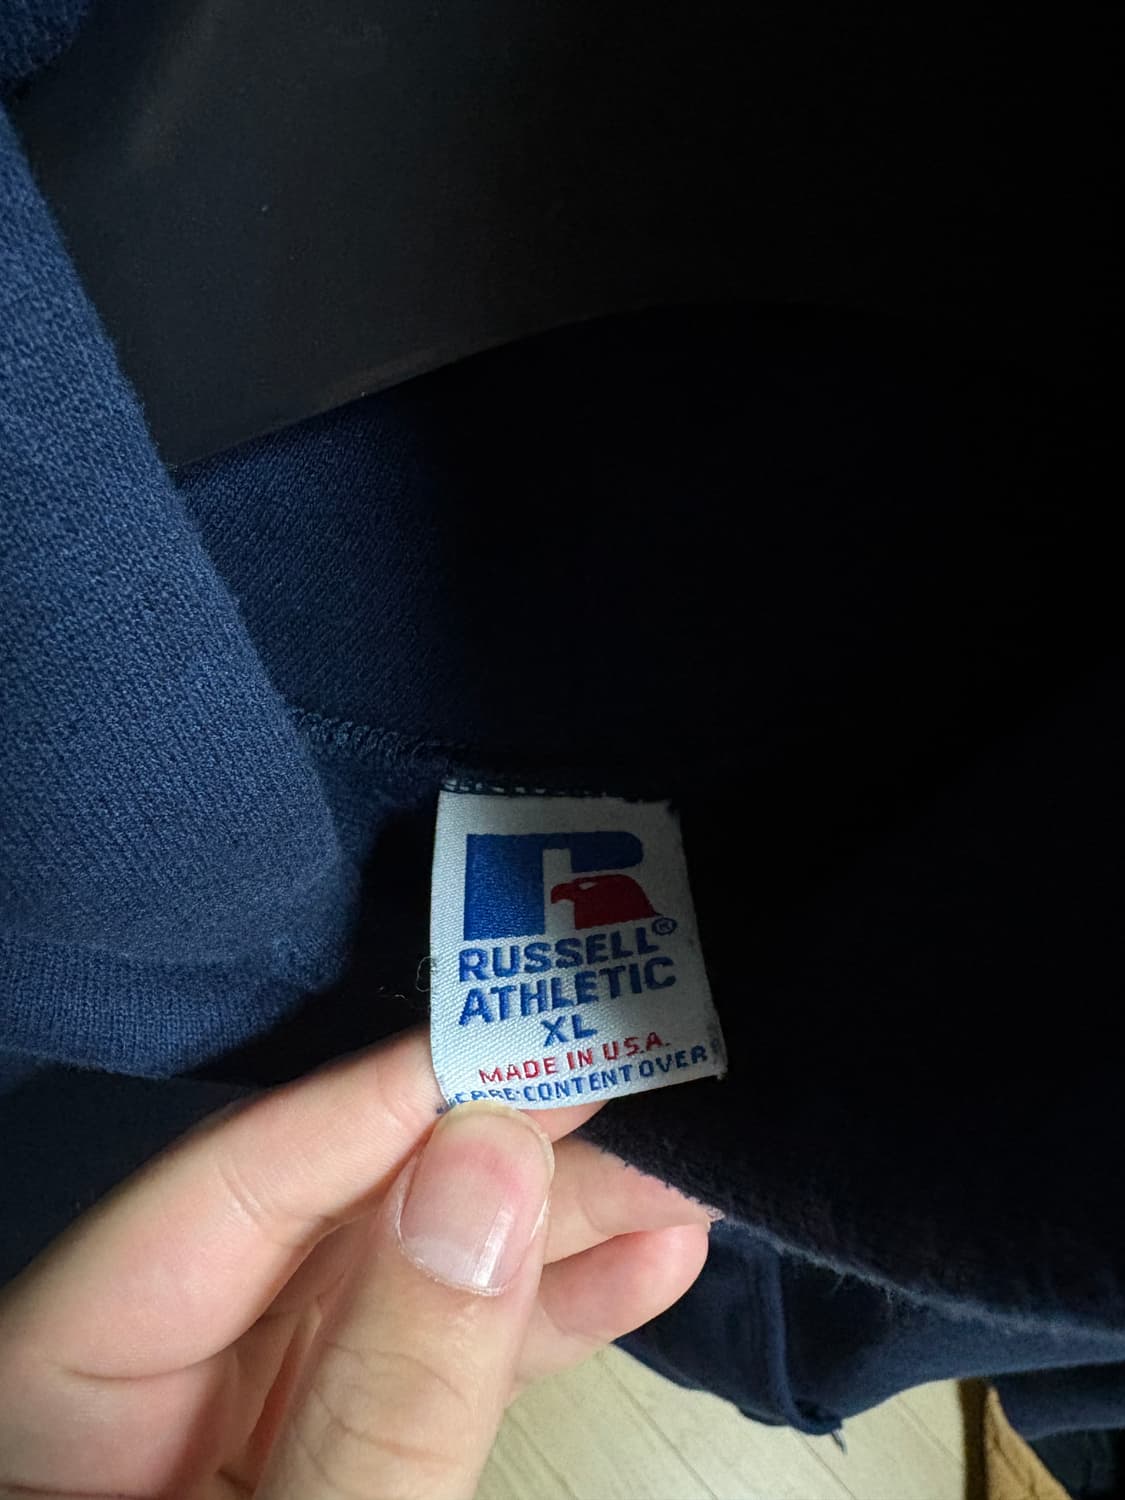 RUSSELL®
ATHLETIC
XL
MADE IN U.S.A.
CONTENT OVER